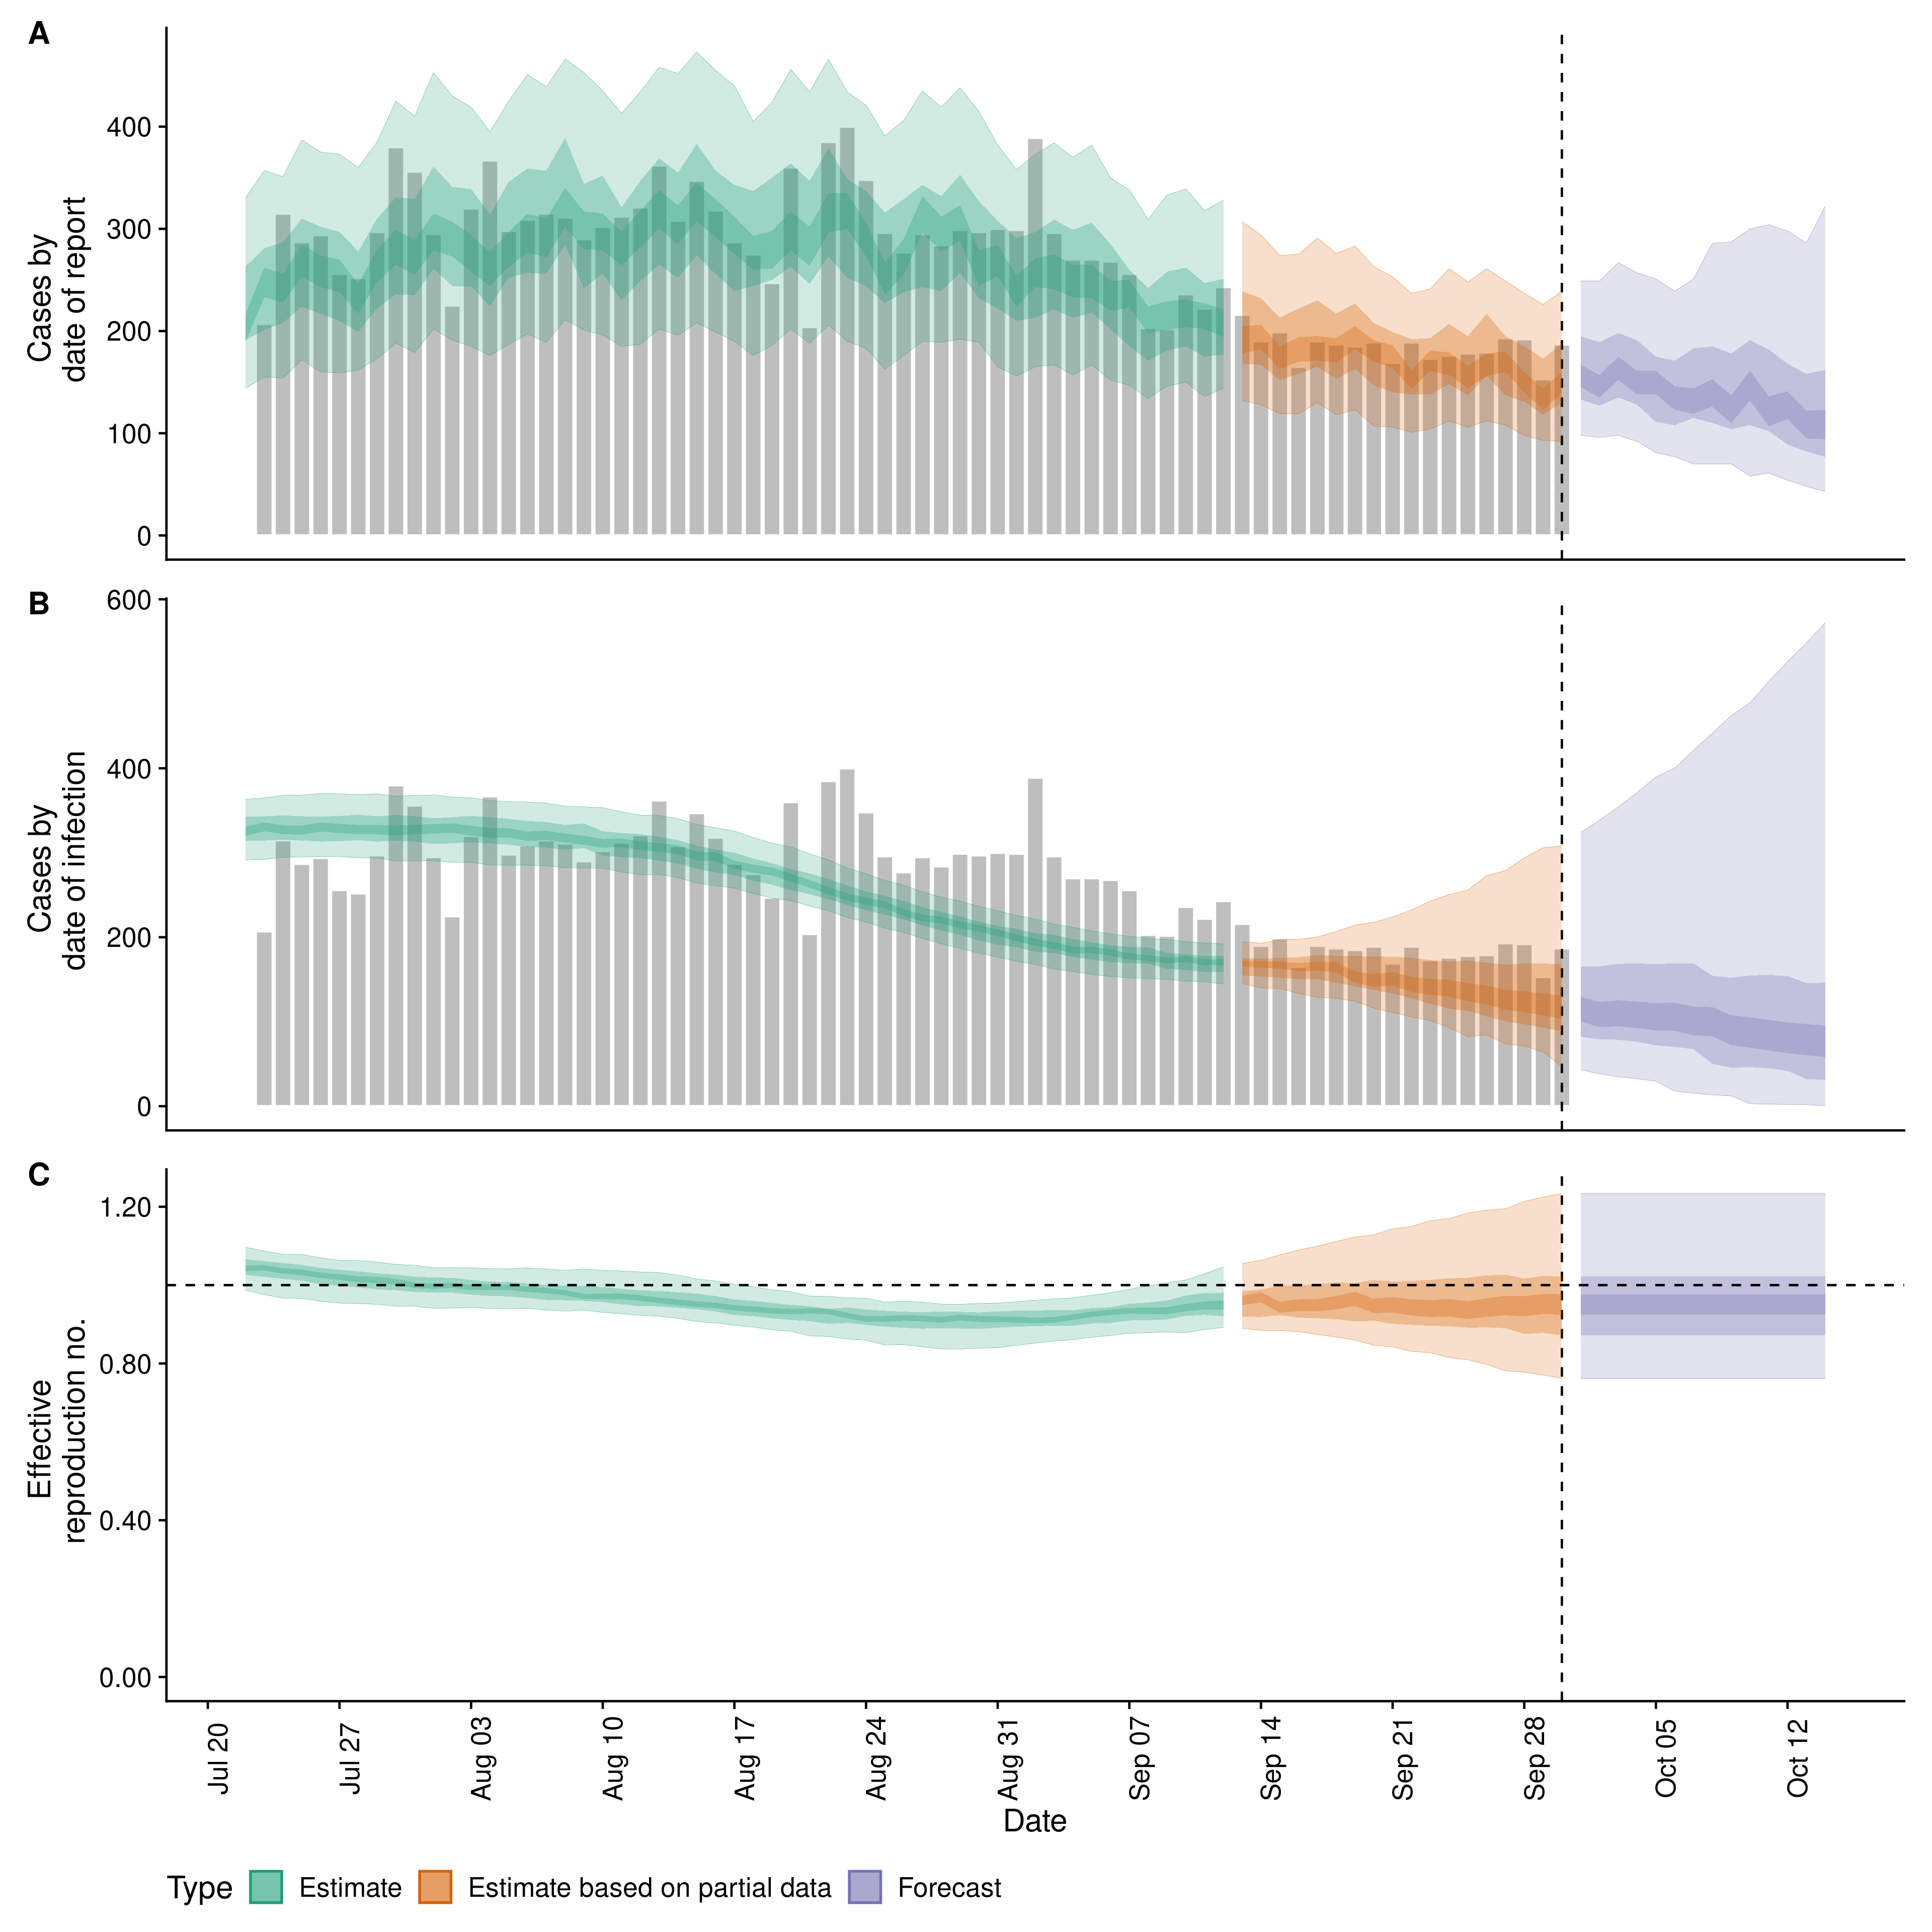 A
400
300
200
100
0
Cases by
date of report
B
600
400
200
0
Cases by
date of infection
C
1.20
0.80
0.40
0.00
Effective
reproduction no.
Jul 20
Jul 27
Aug 03
Aug 10
Aug 17
Aug 24
Aug 31
Sep 07
Sep 14
Sep 21
Sep 28
Oct 05
Oct 12
Date
Type Estimate Estimate based on partial data Forecast